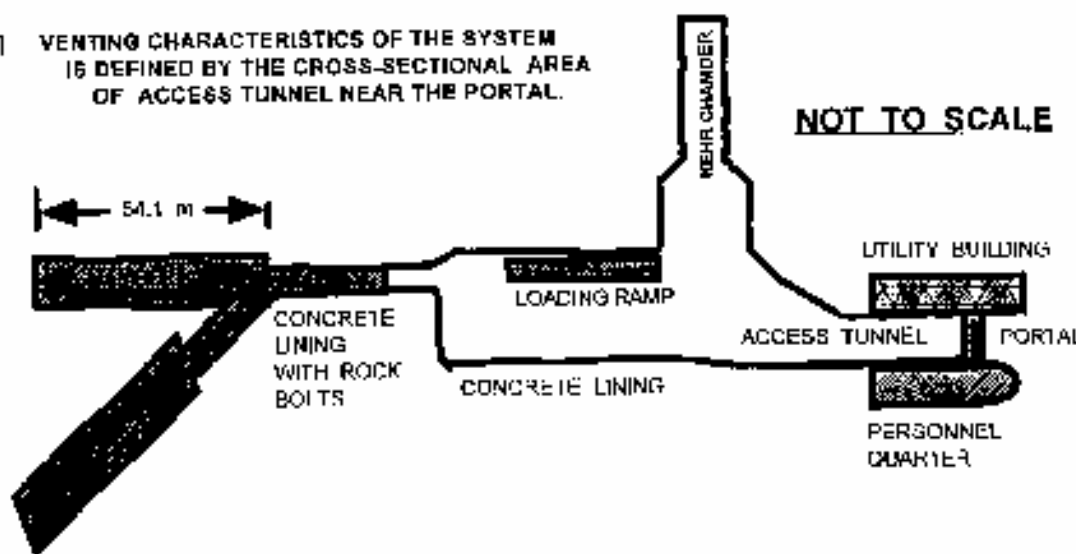 VENTING CHARACTERISTICS OF THE SYSTEM
IS DEFINED BY THE CROSS-SECTIONAL AREA
OF ACCESS TUNNEL NEAR THE PORTAL.
KEHR CHAMBER
NOT TO SCALE
54.1 m
UTILITY BUILDING
LOADING RAMP
CONCRETE
LINING
WITH ROCK
BOLTS
ACCESS TUNNEL
PORTAL
CONCRETE LINING
PERSONNEL
QUARTER